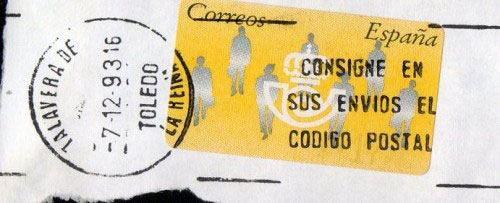 TALAVERA DE LA REINA
-7-12-93 16
TOLEDO
Correos España
CONSIGNE EN
SUS ENVIOS EL
CODIGO POSTAL